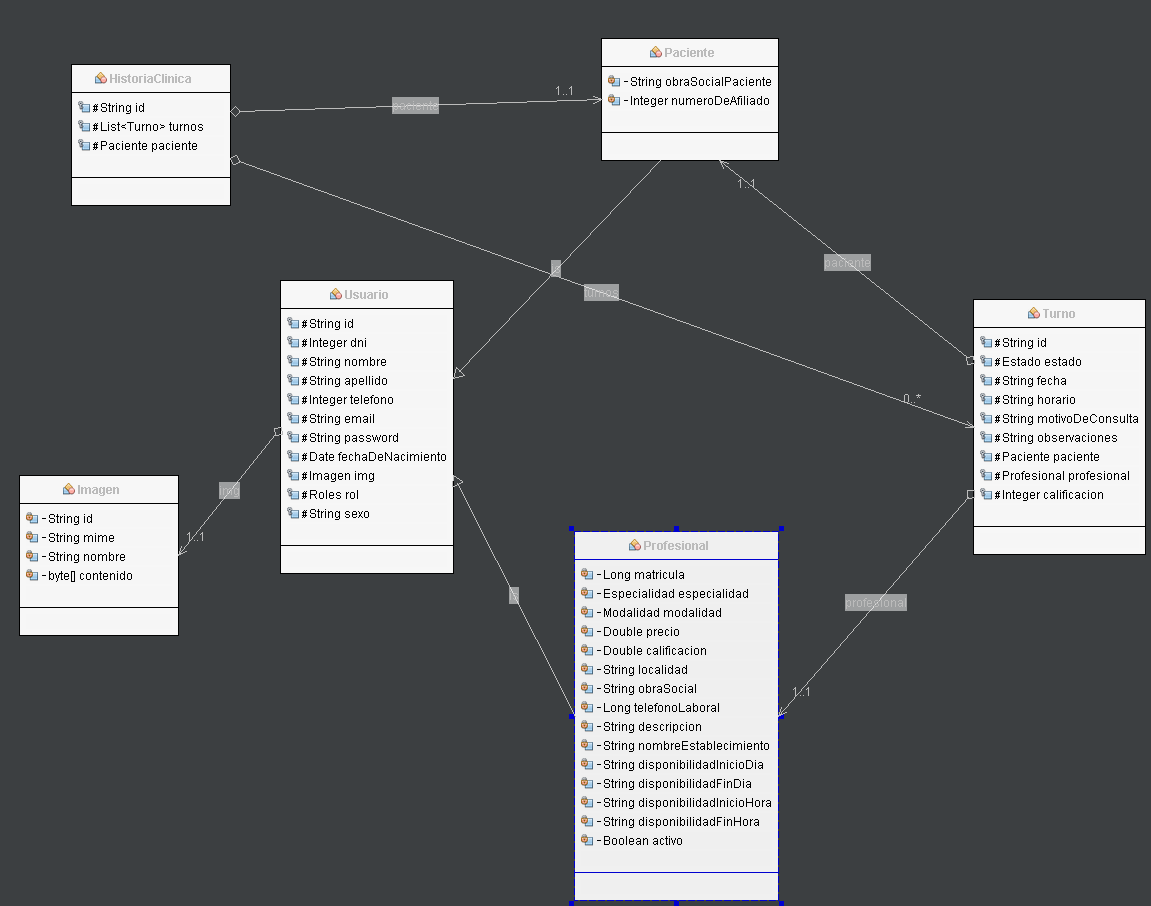 HistoriaClinica
#String id
#List<Turno> turnos
#Paciente paciente
paciente
1..1
Paciente
-String obraSocialPaciente
-Integer numeroDeAfiliado
1..1
paciente
turnos
0..*
Usuario
#String id
#Integer dni
#String nombre
#String apellido
#Integer telefono
#String email
#String password
#Date fechaDeNacimiento
#Imagen img
#Roles rol
#String sexo
Turno
#String id
#Estado estado
#String fecha
#String horario
#String motivoDeConsulta
#String observaciones
#Paciente paciente
#Profesional profesional
#Integer calificacion
Imagen
-String id
-String mime
-String nombre
-byte[] contenido
img
1..1
profesional
1..1
Profesional
-Long matricula
-Especialidad especialidad
-Modalidad modalidad
-Double precio
-Double calificacion
-String localidad
-String obraSocial
-Long telefonoLaboral
-String descripcion
-String nombreEstablecimiento
-String disponibilidadInicioDia
-String disponibilidadFinDia
-String disponibilidadInicioHora
-String disponibilidadFinHora
-Boolean activo